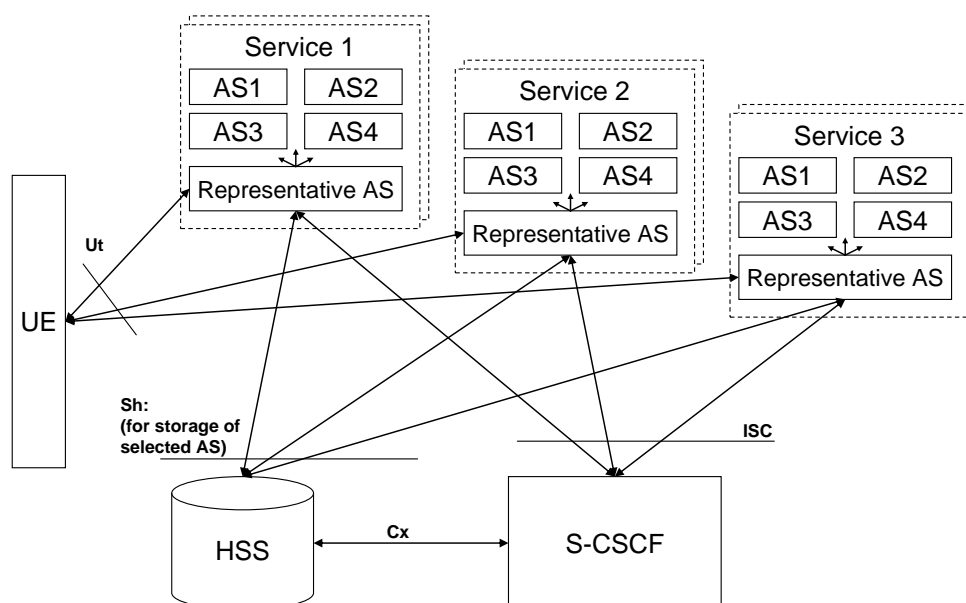 Service 1
AS1 AS2
AS3 AS4
Representative AS
Service 2
AS1 AS2
AS3 AS4
Representative AS
Service 3
AS1 AS2
AS3 AS4
Representative AS
Ut
UE
Sh:
(for storage of
selected AS)
ISC
HSS
Cx
S-CSCF